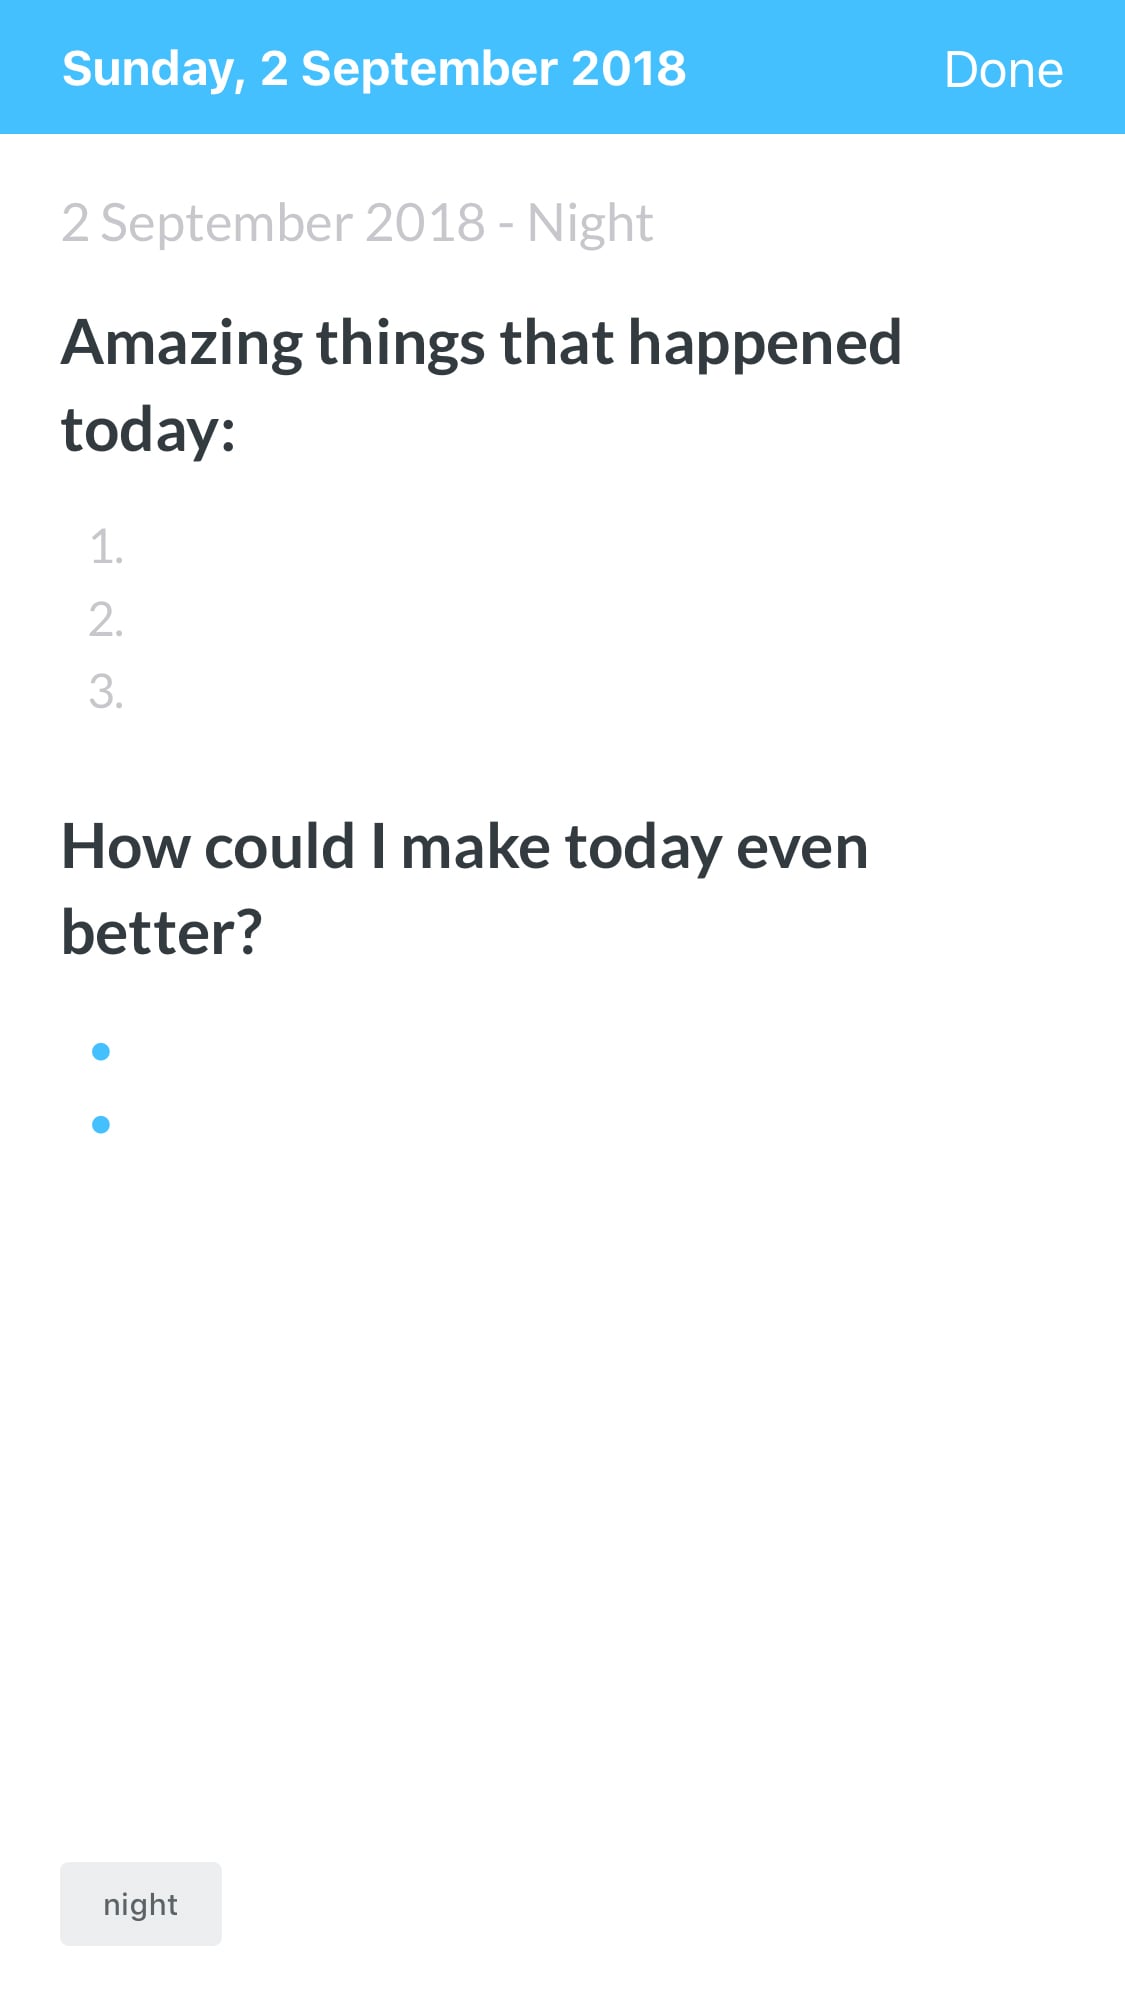 Sunday, 2 September 2018 Done
2 September 2018 - Night
Amazing things that happened
today:
1.
2.
3.
How could I make today even
better?
•
•
night